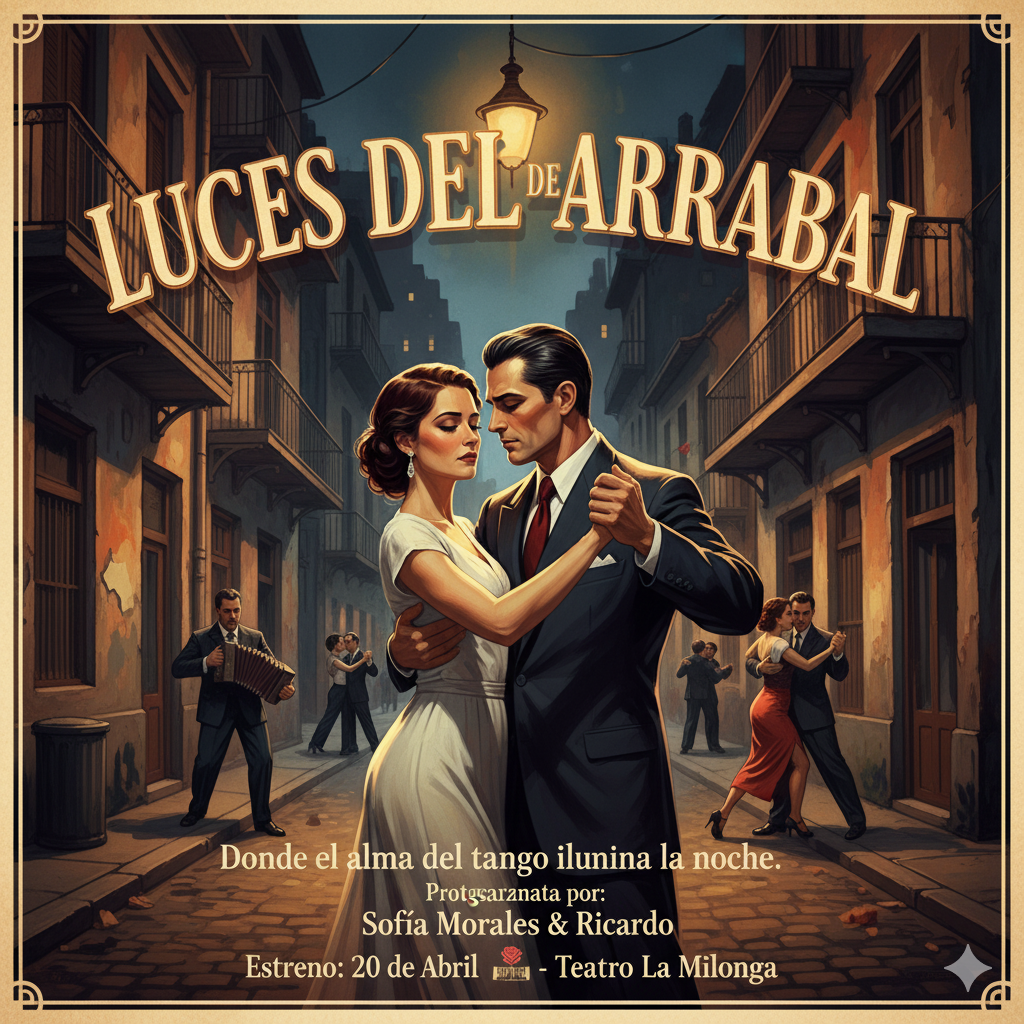 LUCES DEL DE ARRABAL
Donde el alma del tango ilunina la noche.
por:
Sofía Morales & Ricardo
Estreno: 20 de Abril - Teatro La Milonga